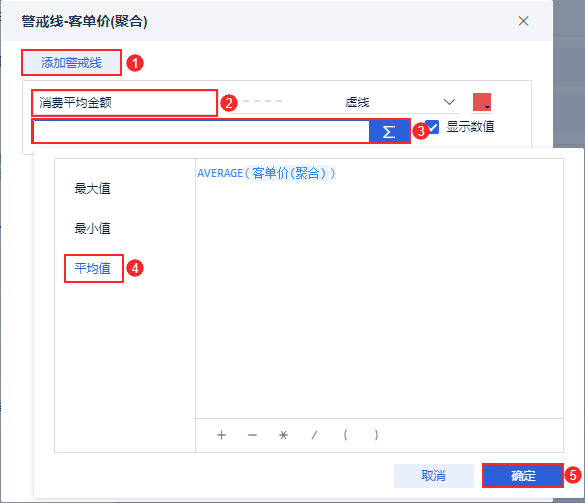 警戒线-客单价(聚合)
添加警戒线 1
消费平均金额 2 虚线
Σ 3 显示数值
AVERAGE(客单价(聚合))
最大值
最小值
平均值 4
+ - * / ( )
取消 确定 5